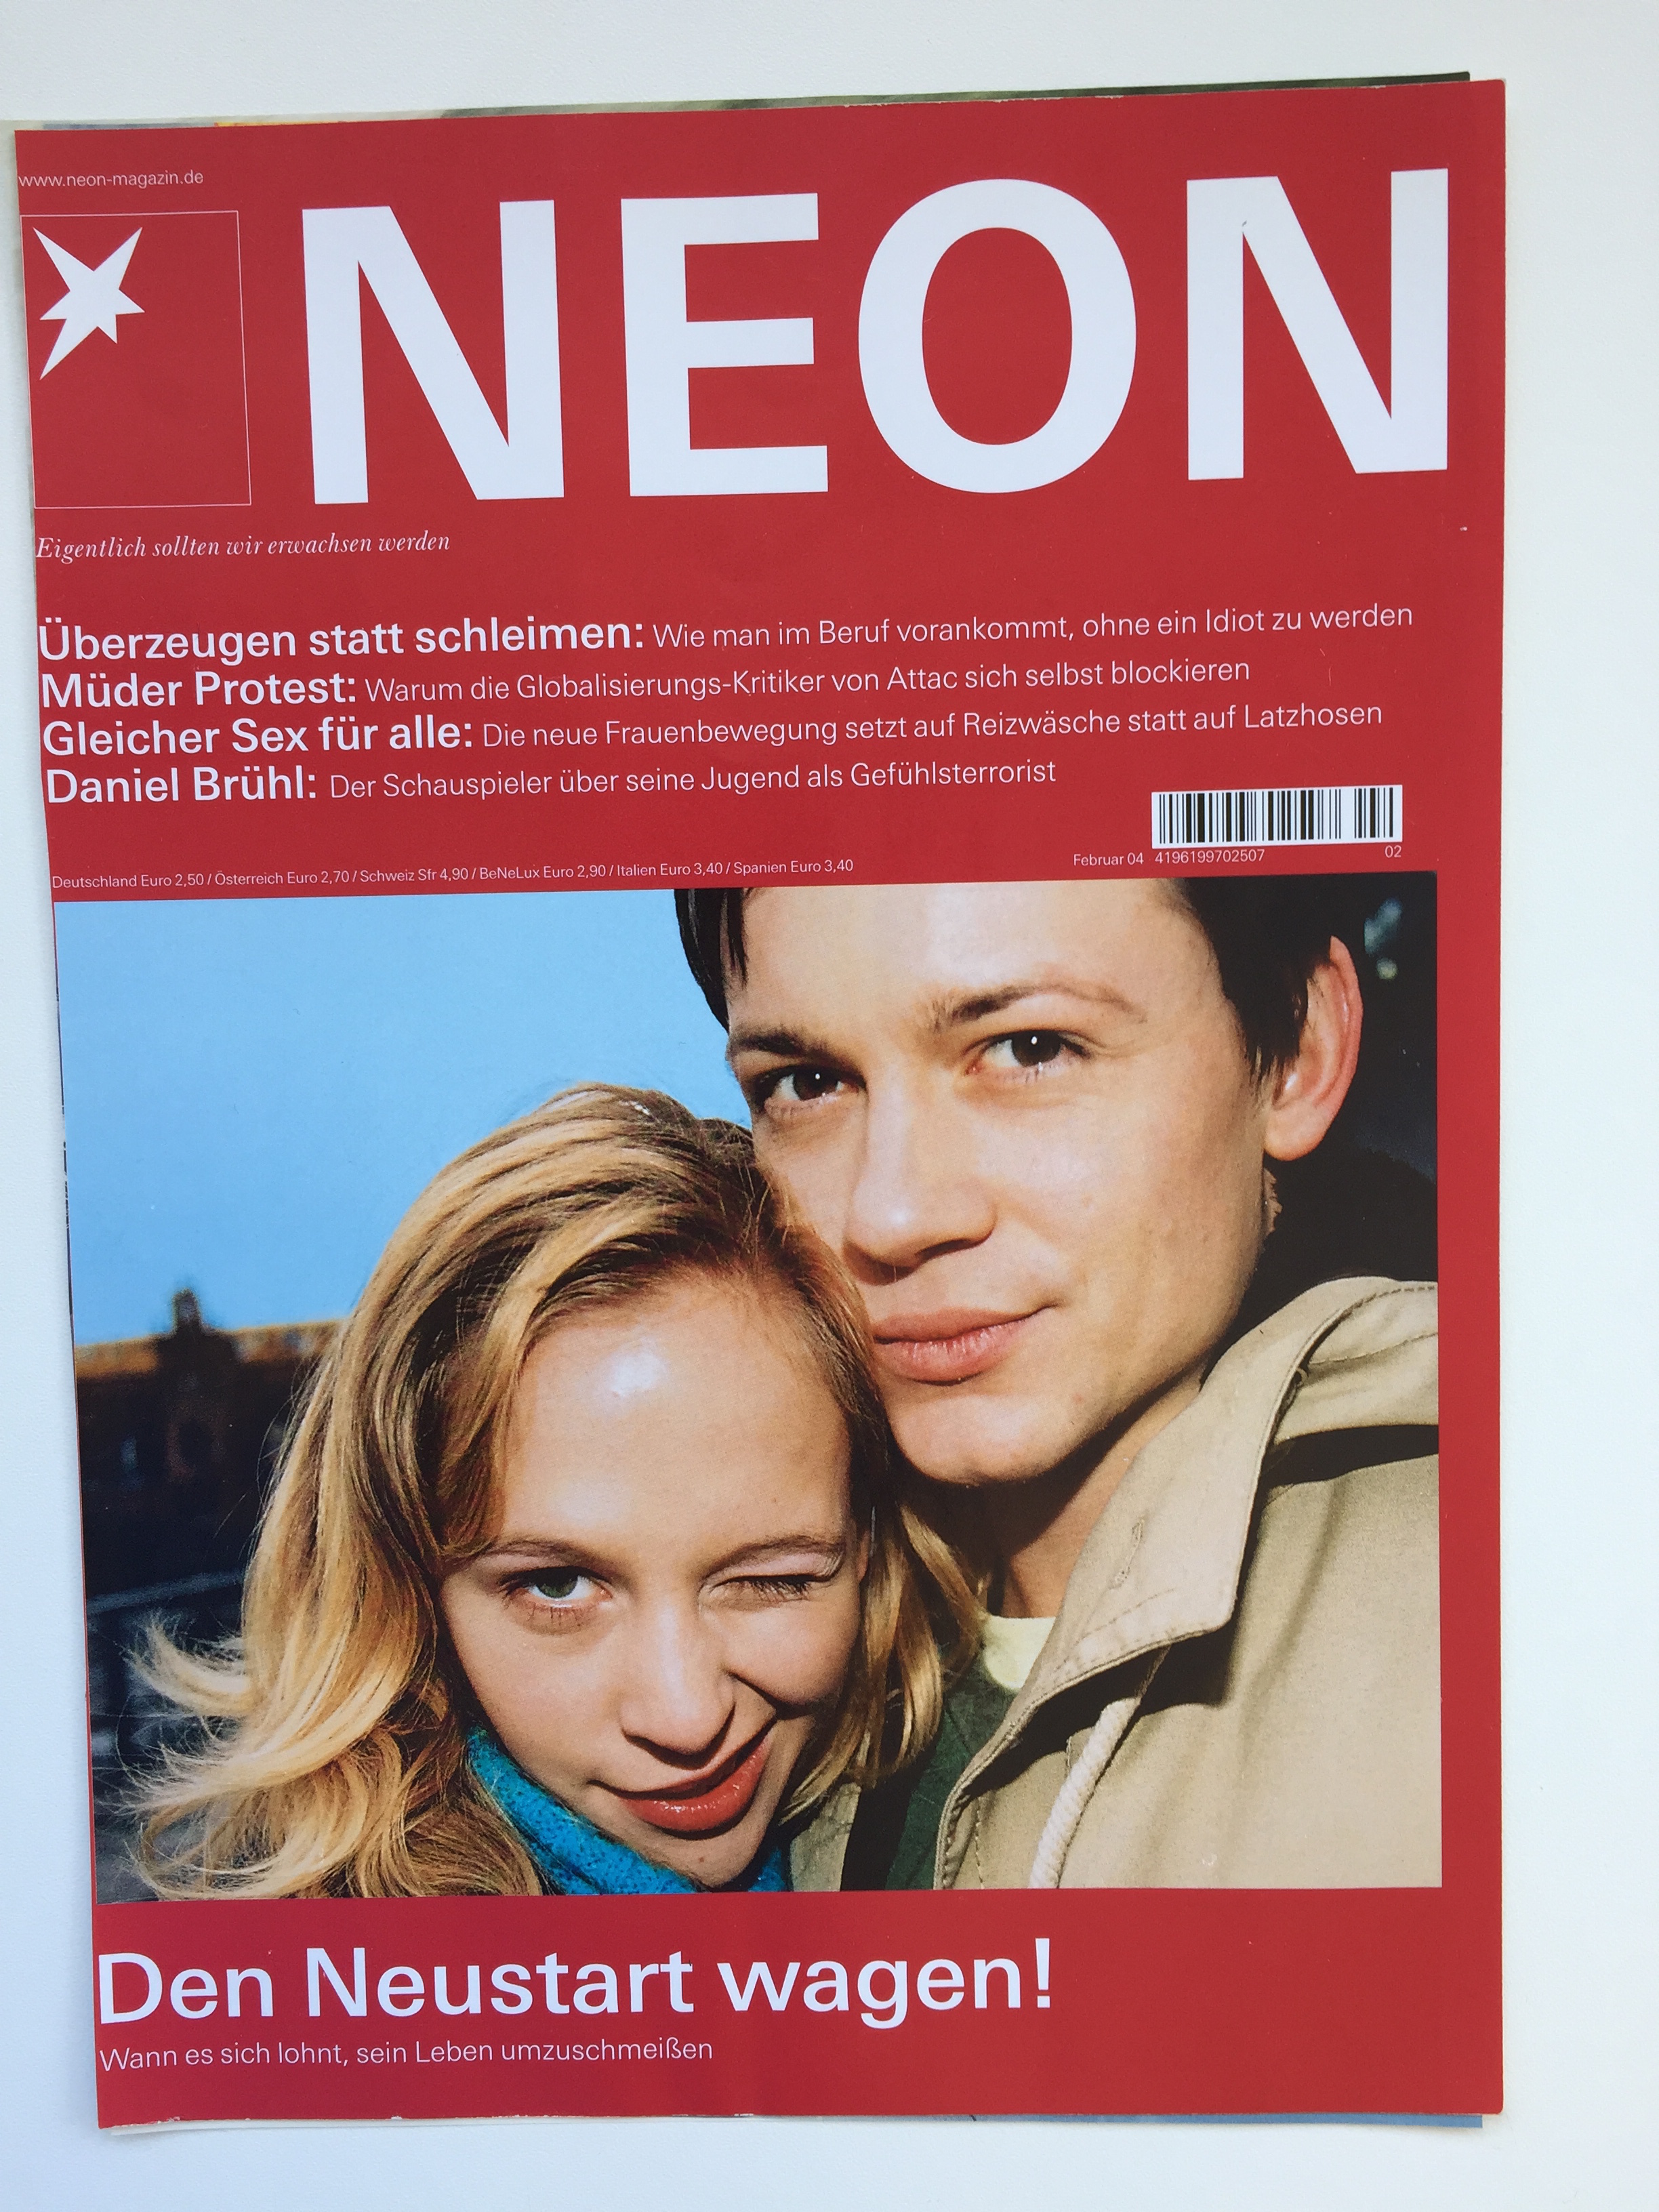 www.neon-magazin.de
NEON
Eigentlich sollten wir erwachsen werden
Überzeugen statt schleimen: Wie man im Beruf vorankommt, ohne ein Idiot zu werden
Müder Protest: Warum die Globalisierungs-Kritiker von Attac sich selbst blockieren
Gleicher Sex für alle: Die neue Frauenbewegung setzt auf Reizwäsche statt auf Latzhosen
Daniel Brühl: Der Schauspieler über seine Jugend als Gefühlsterrorist
Deutschland Euro 2,50 / Österreich Euro 2,70 / Schweiz Sfr 4,90 / BeNeLux Euro 2,90 / Italien Euro 3,40 / Spanien Euro 3,40
Februar 04 4196199702507 02
Den Neustart wagen!
Wann es sich lohnt, sein Leben umzuschmeißen